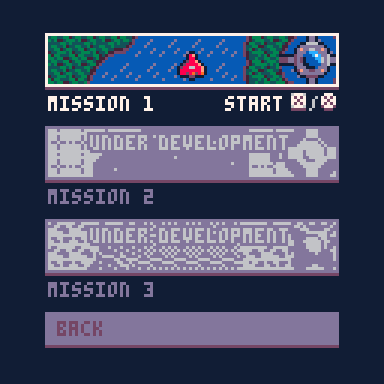 MISSION 1 START ❎/🅾️
UNDER DEVELOPMENT
MISSION 2
UNDER DEVELOPMENT
MISSION 3
BACK